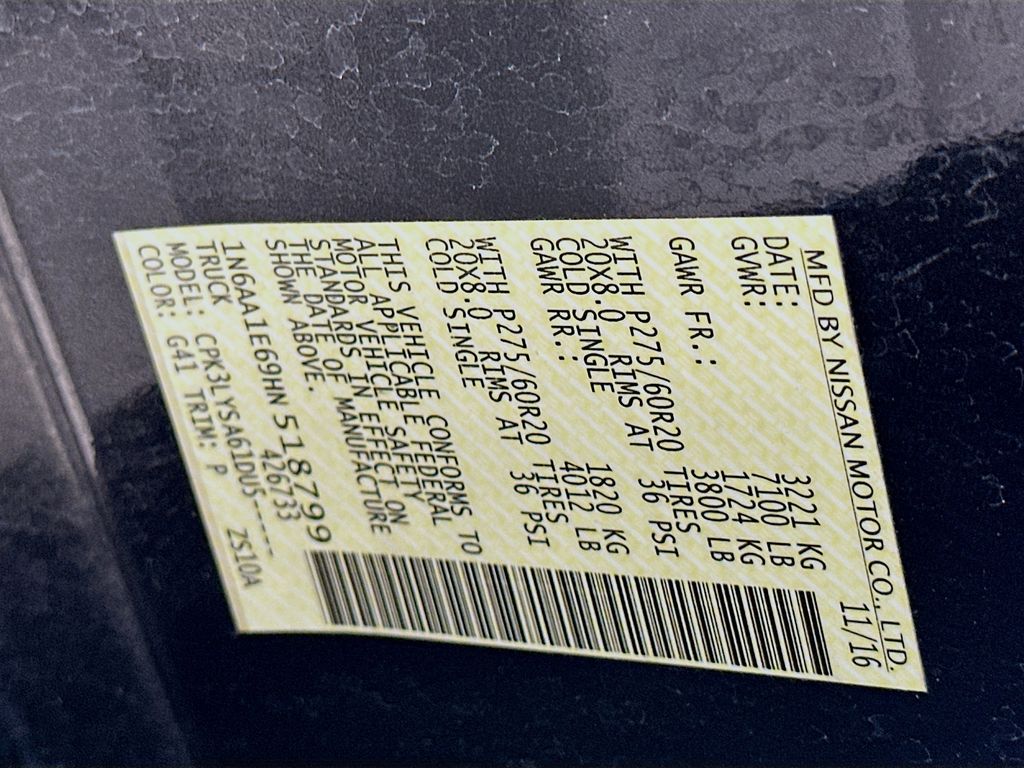 MFD BY NISSAN MOTOR CO., LTD.
DATE: 11/16
GVWR: 3221 KG
7100 LB
GAWR FR.: 1724 KG
3800 LB
WITH P275/60R20 TIRES
20X8.0 RIMS AT 36 PSI
COLD SINGLE
GAWR RR.: 1820 KG
4012 LB
WITH P275/60R20 TIRES
20X8.0 RIMS AT 36 PSI
COLD SINGLE
THIS VEHICLE CONFORMS TO
ALL APPLICABLE FEDERAL
MOTOR VEHICLE SAFETY
STANDARDS IN EFFECT ON
THE DATE OF MANUFACTURE
SHOWN ABOVE.
1N6AA1E69HN518799
TRUCK 426733
MODEL: CPK3LYSA61DU5-----
COLOR: G41 TRIM: P 2S10A